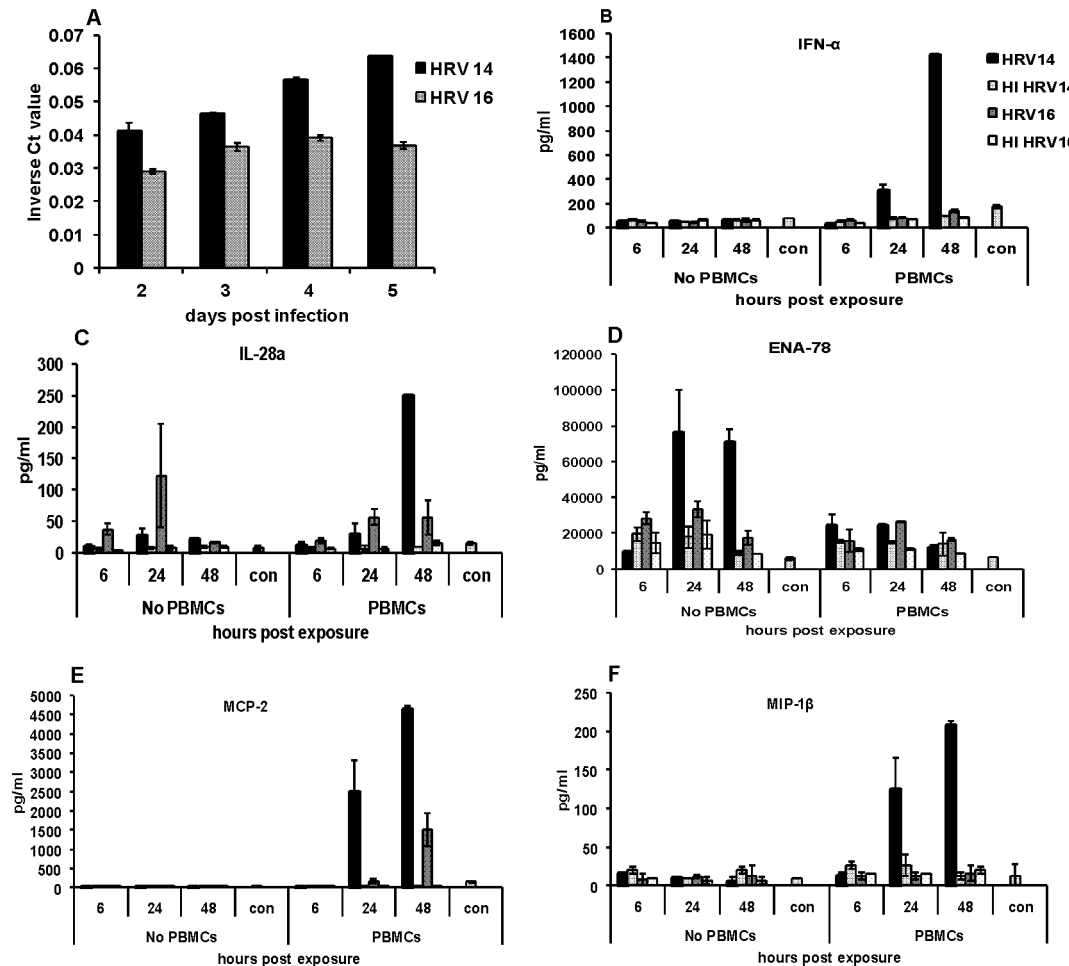 A
0.07
0.06
0.05
0.04
0.03
0.02
0.01
0
Inverse Ct value
HRV 14
HRV 16
2 3 4 5
days post infection
B
IFN-α
1600
1400
1200
1000
800
600
400
200
0
pg/ml
HRV14
HI HRV14
HRV16
HI HRV16
6 24 48 con 6 24 48 con
No PBMCs PBMCs
hours post exposure
C
IL-28a
300
250
200
150
100
50
0
pg/ml
6 24 48 con 6 24 48 con
No PBMCs PBMCs
hours post exposure
D
ENA-78
120000
100000
80000
60000
40000
20000
0
pg/ml
6 24 48 con 6 24 48 con
No PBMCs PBMCs
hours post exposure
E
MCP-2
5000
4500
4000
3500
3000
2500
2000
1500
1000
500
0
pg/ml
6 24 48 con 6 24 48 con
No PBMCs PBMCs
hours post exposure
F
MIP-1β
250
200
150
100
50
0
pg/ml
6 24 48 con 6 24 48 con
No PBMCs PBMCs
hours post exposure